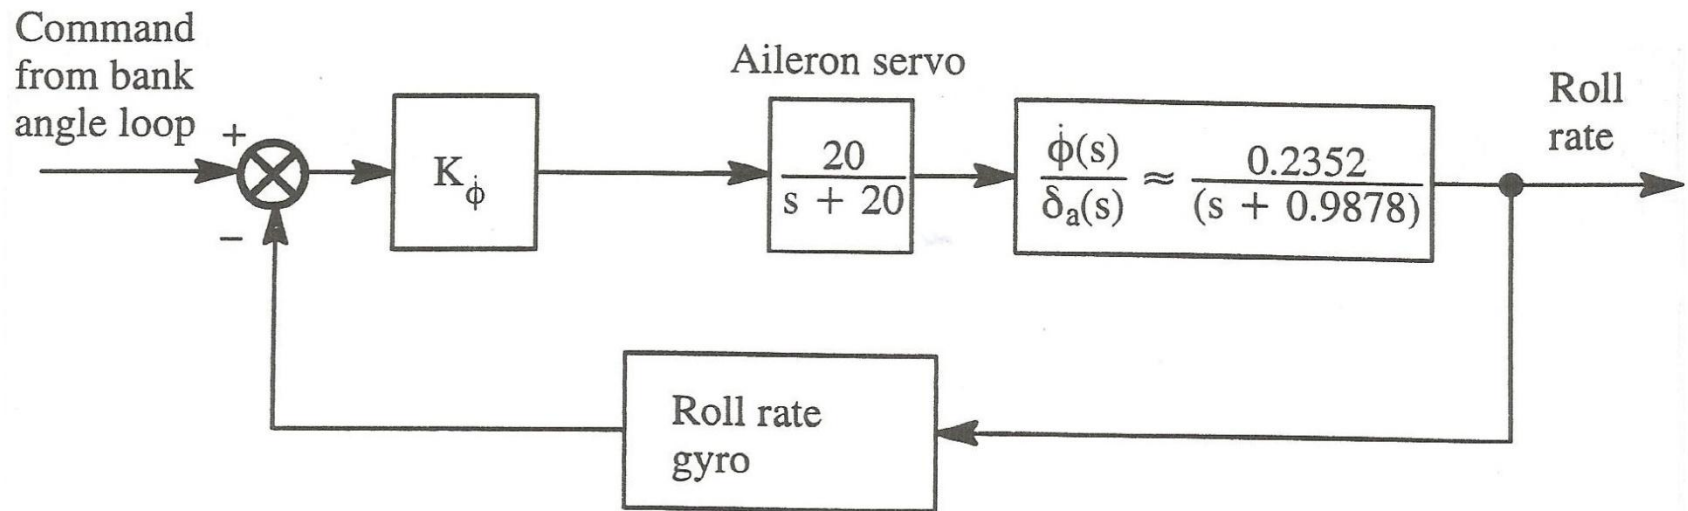 Command
from bank
angle loop
+
−
K_ϕ̇
Aileron servo
20
s + 20
ϕ̇(s)
δₐ(s)
≈
0.2352
(s + 0.9878)
Roll
rate
Roll rate
gyro